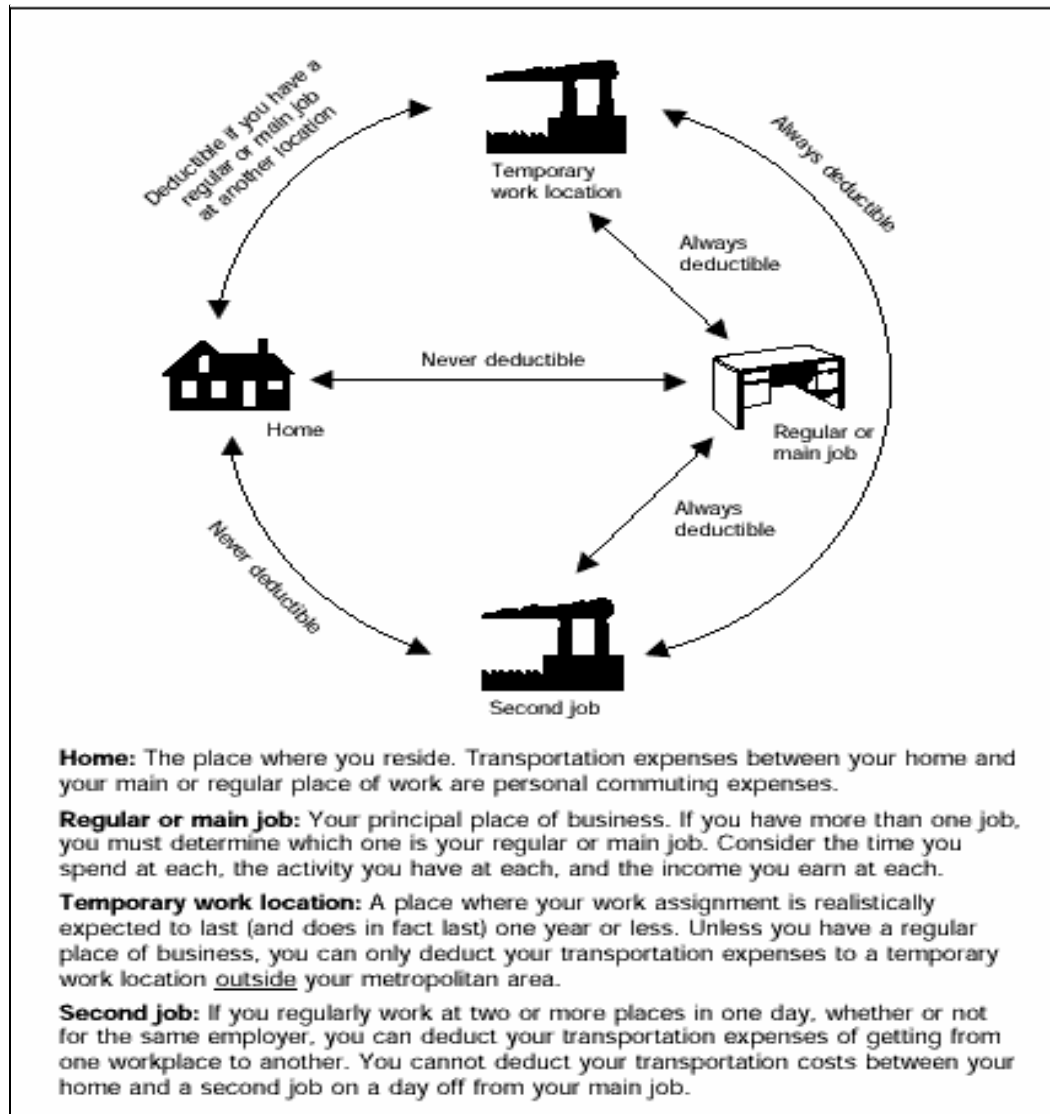 Deductible if you have a
regular or main job
at another location
Temporary
work location
Always deductible
Always
deductible
Never deductible
Home
Regular or
main job
Always
deductible
Never deductible
Second job
Home: The place where you reside. Transportation expenses between your home and
your main or regular place of work are personal commuting expenses.
Regular or main job: Your principal place of business. If you have more than one job,
you must determine which one is your regular or main job. Consider the time you
spend at each, the activity you have at each, and the income you earn at each.
Temporary work location: A place where your work assignment is realistically
expected to last (and does in fact last) one year or less. Unless you have a regular
place of business, you can only deduct your transportation expenses to a temporary
work location outside your metropolitan area.
Second job: If you regularly work at two or more places in one day, whether or not
for the same employer, you can deduct your transportation expenses of getting from
one workplace to another. You cannot deduct your transportation costs between your
home and a second job on a day off from your main job.